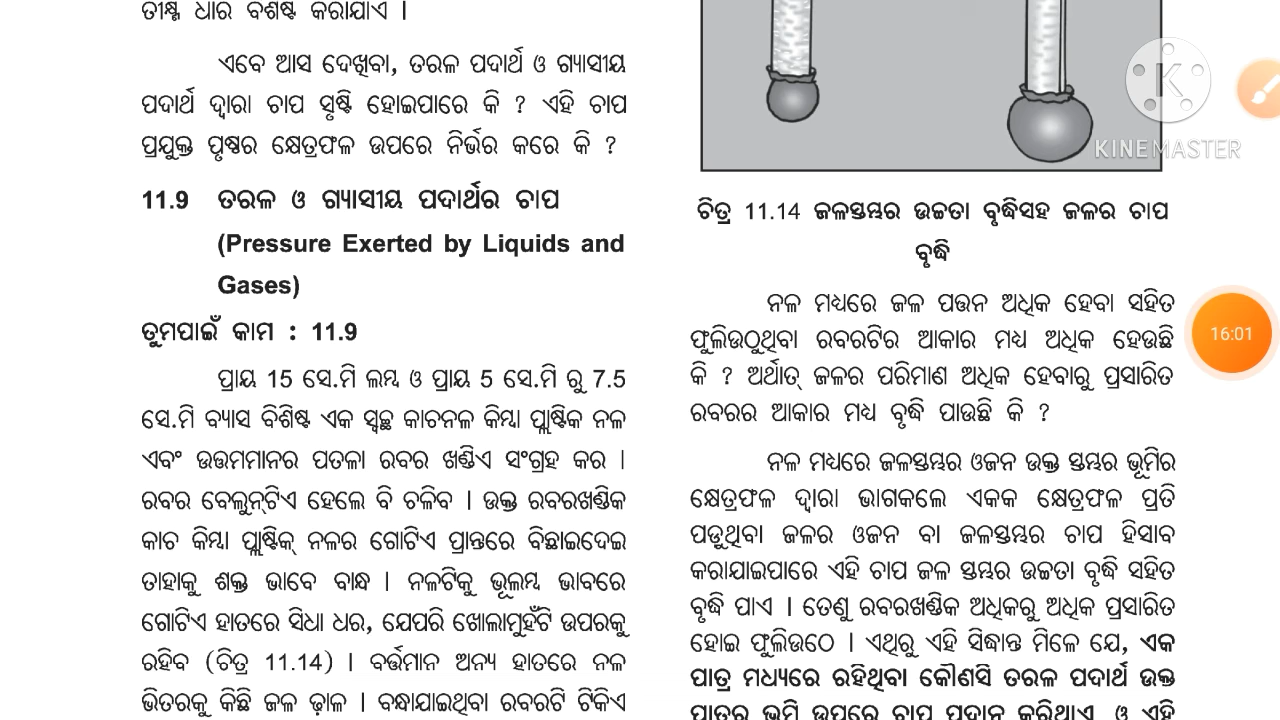 ତୀକ୍ଷ୍ଣ ଧାର ବିଶିଷ୍ଟ କରାଯାଏ ।
ଏବେ ଆସ ଦେଖିବା, ତରଳ ପଦାର୍ଥ ଓ ଗ୍ୟାସୀୟ
ପଦାର୍ଥ ଦ୍ୱାରା ଚାପ ସୃଷ୍ଟି ହୋଇପାରେ କି ? ଏହି ଚାପ
ପ୍ରଯୁକ୍ତ ପୃଷ୍ଠର କ୍ଷେତ୍ରଫଳ ଉପରେ ନିର୍ଭର କରେ କି ?
11.9 ତରଳ ଓ ଗ୍ୟାସୀୟ ପଦାର୍ଥର ଚାପ
(Pressure Exerted by Liquids and
Gases)
ତୁମପାଇଁ କାମ : 11.9
ପ୍ରାୟ 15 ସେ.ମି ଲମ୍ବ ଓ ପ୍ରାୟ 5 ସେ.ମି ରୁ 7.5
ସେ.ମି ବ୍ୟାସ ବିଶିଷ୍ଟ ଏକ ସ୍ୱଚ୍ଛ କାଚନଳ କିମ୍ବା ପ୍ଲାଷ୍ଟିକ ନଳ
ଏବଂ ଉତ୍ତମମାନର ପତଳା ରବର ଖଣ୍ଡିଏ ସଂଗ୍ରହ କର ।
ରବର ବେଲୁନ୍‌ଟିଏ ହେଲେ ବି ଚଳିବ । ଉକ୍ତ ରବରଖଣ୍ଡିକ
କାଚ କିମ୍ବା ପ୍ଲାଷ୍ଟିକ୍ ନଳର ଗୋଟିଏ ପ୍ରାନ୍ତରେ ବିଛାଇଦେଇ
ତାହାକୁ ଶକ୍ତ ଭାବେ ବାନ୍ଧ । ନଳଟିକୁ ଭୂଲମ୍ବ ଭାବରେ
ଗୋଟିଏ ହାତରେ ସିଧା ଧର, ଯେପରି ଖୋଲାମୁହଁଟି ଉପରକୁ
ରହିବ (ଚିତ୍ର 11.14) । ବର୍ତ୍ତମାନ ଅନ୍ୟ ହାତରେ ନଳ
ଭିତରକୁ କିଛି ଜଳ ଢ଼ାଳ । ବନ୍ଧାଯାଇଥିବା ରବରଟି ଟିକିଏ
KINEMASTER
ଚିତ୍ର 11.14 ଜଳସ୍ତମ୍ଭର ଉଚ୍ଚତା ବୃଦ୍ଧିସହ ଜଳର ଚାପ
ବୃଦ୍ଧି
ନଳ ମଧ୍ୟରେ ଜଳ ପତ୍ତନ ଅଧିକ ହେବା ସହିତ
ଫୁଲିଉଠୁଥିବା ରବରଟିର ଆକାର ମଧ୍ୟ ଅଧିକ ହେଉଛି
କି ? ଅର୍ଥାତ୍ ଜଳର ପରିମାଣ ଅଧିକ ହେବାରୁ ପ୍ରସାରିତ
ରବରର ଆକାର ମଧ୍ୟ ବୃଦ୍ଧି ପାଉଛି କି ?
16:01
ନଳ ମଧ୍ୟରେ ଜଳସ୍ତମ୍ଭର ଓଜନ ଉକ୍ତ ସ୍ତମ୍ଭର ଭୂମିର
କ୍ଷେତ୍ରଫଳ ଦ୍ୱାରା ଭାଗକଲେ ଏକକ କ୍ଷେତ୍ରଫଳ ପ୍ରତି
ପଡୁଥିବା ଜଳର ଓଜନ ବା ଜଳସ୍ତମ୍ଭର ଚାପ ହିସାବ
କରାଯାଇପାରେ ଏହି ଚାପ ଜଳ ସ୍ତମ୍ଭର ଉଚ୍ଚତା ବୃଦ୍ଧି ସହିତ
ବୃଦ୍ଧି ପାଏ । ତେଣୁ ରବରଖଣ୍ଡିକ ଅଧିକରୁ ଅଧିକ ପ୍ରସାରିତ
ହୋଇ ଫୁଲିଉଠେ । ଏଥିରୁ ଏହି ସିଦ୍ଧାନ୍ତ ମିଳେ ଯେ, ଏକ
ପାତ୍ର ମଧ୍ୟରେ ରହିଥିବା କୌଣସି ତରଳ ପଦାର୍ଥ ଉକ୍ତ
ପାତ୍ରର ଭୂମି ଉପରେ ଚାପ ପ୍ରଦାନ କରିଥାଏ ଓ ଏହି